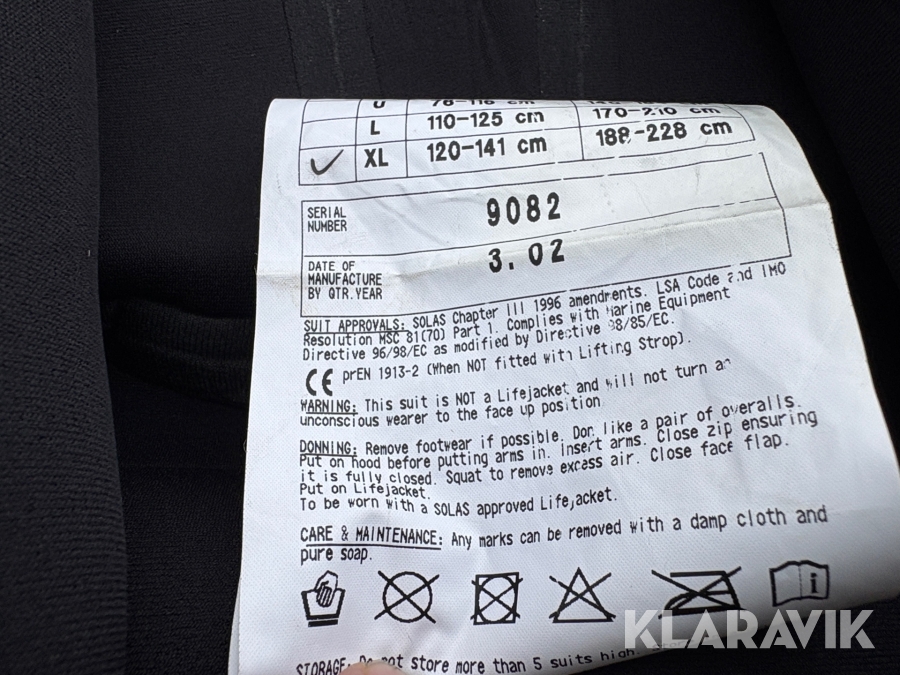 U 76-116 cm
L 110-125 cm 170-210 cm
XL 120-141 cm 188-228 cm
SERIAL NUMBER 9082
DATE OF MANUFACTURE BY QTR.YEAR 3.02
SUIT APPROVALS: SOLAS Chapter III 1996 amendments. LSA Code and IMO
Resolution MSC 81(70) Part 1. Complies with Marine Equipment
Directive 96/98/EC as modified by Directive 98/85/EC.
CE prEN 1913-2 (When NOT fitted with Lifting Strop).
WARNING: This suit is NOT a Lifejacket and will not turn an
unconscious wearer to the face up position
DONNING: Remove footwear if possible. Don like a pair of overalls.
Put on hood before putting arms in. Insert arms. Close zip ensuring
it is fully closed. Squat to remove excess air. Close face flap.
Put on Lifejacket.
To be worn with a SOLAS approved Lifejacket.
CARE & MAINTENANCE: Any marks can be removed with a damp cloth and
pure soap.
STORAGE: Do not store more than 5 suits high.
KLARAVIK